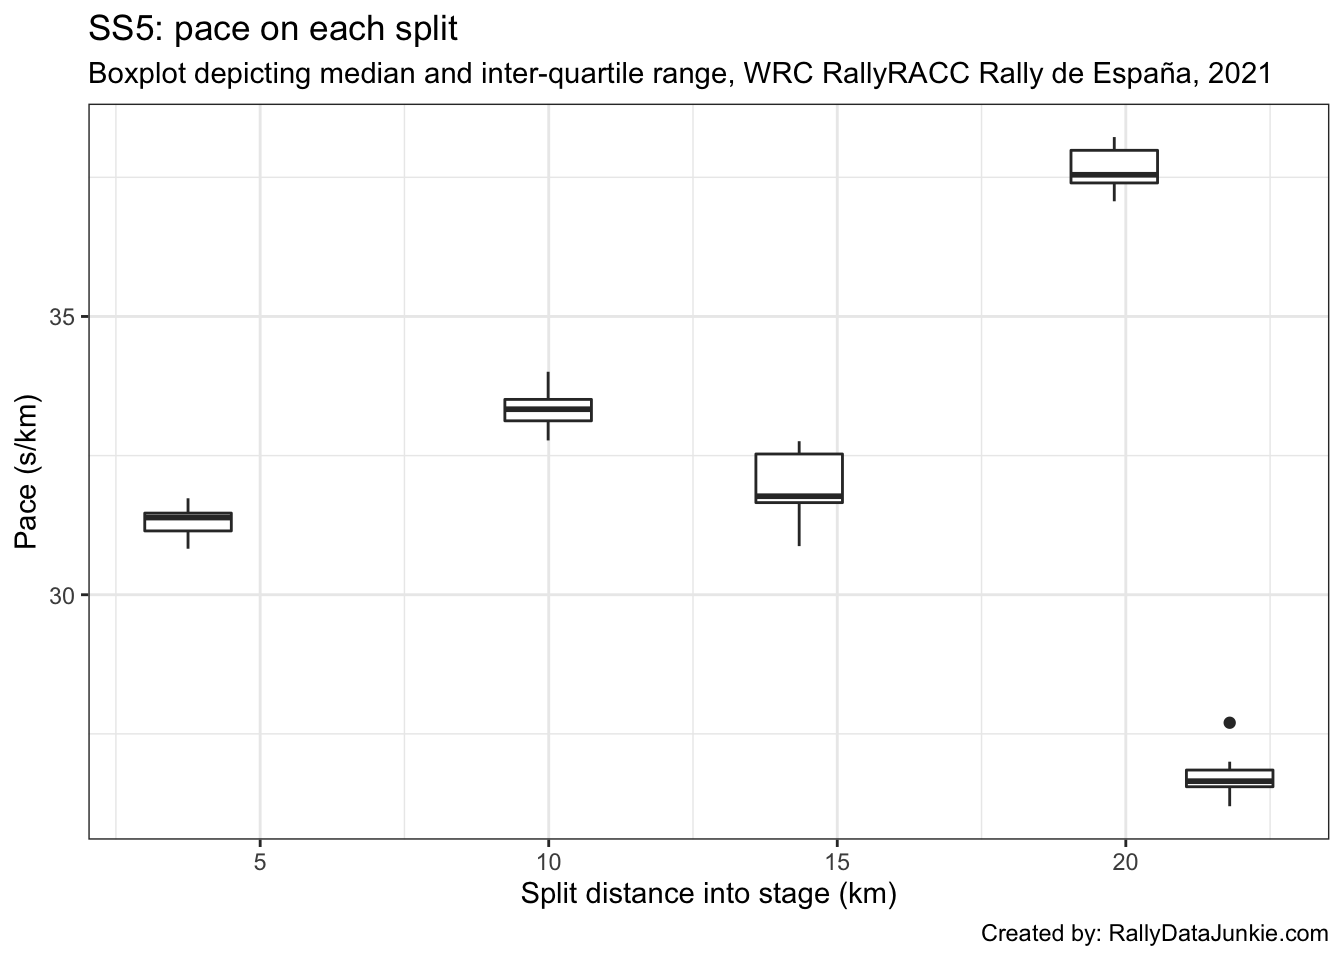 SS5: pace on each split
Boxplot depicting median and inter-quartile range, WRC RallyRACC Rally de España, 2021
Pace (s/km)
35
30
5 10 15 20
Split distance into stage (km)
Created by: RallyDataJunkie.com